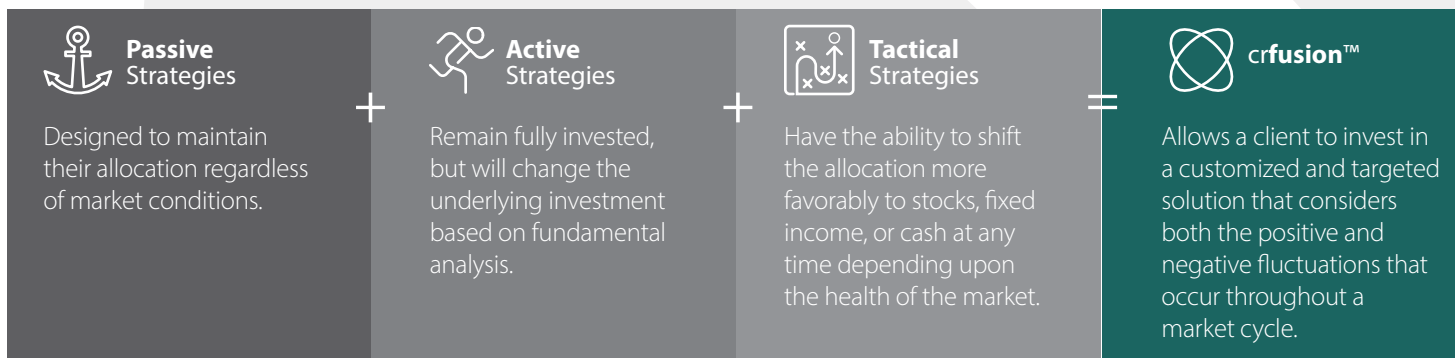 Passive
Strategies
Designed to maintain
their allocation regardless
of market conditions.
+
Active
Strategies
Remain fully invested,
but will change the
underlying investment
based on fundamental
analysis.
+
Tactical
Strategies
Have the ability to shift
the allocation more
favorably to stocks, fixed
income, or cash at any
time depending upon
the health of the market.
=
crfusion™
Allows a client to invest in
a customized and targeted
solution that considers
both the positive and
negative fluctuations that
occur throughout a
market cycle.